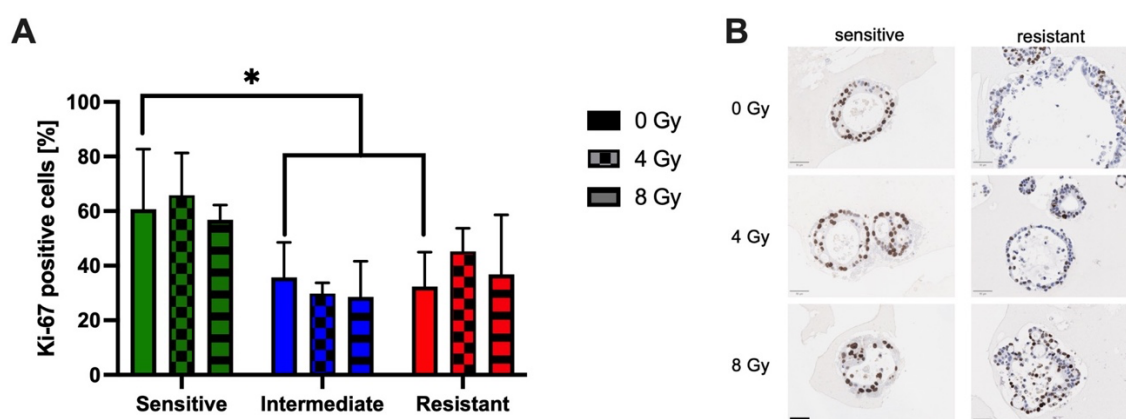 A
Ki-67 positive cells [%]
100
80
60
40
20
0
*
Sensitive
Intermediate
Resistant
0 Gy
4 Gy
8 Gy
B
sensitive
resistant
0 Gy
4 Gy
8 Gy